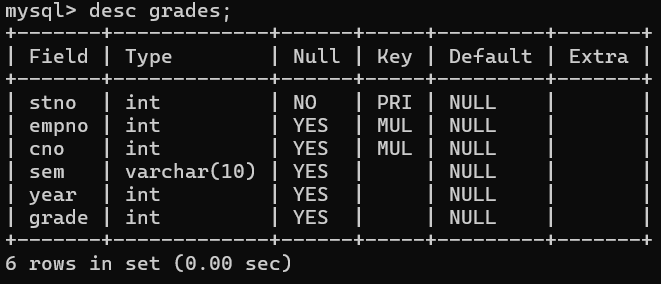 mysql> desc grades;
+-------+-------------+------+-----+---------+-------+
| Field | Type        | Null | Key | Default | Extra |
+-------+-------------+------+-----+---------+-------+
| stno  | int         | NO   | PRI | NULL    |       |
| empno | int         | YES  | MUL | NULL    |       |
| cno   | int         | YES  | MUL | NULL    |       |
| sem   | varchar(10) | YES  |     | NULL    |       |
| year  | int         | YES  |     | NULL    |       |
| grade | int         | YES  |     | NULL    |       |
+-------+-------------+------+-----+---------+-------+
6 rows in set (0.00 sec)